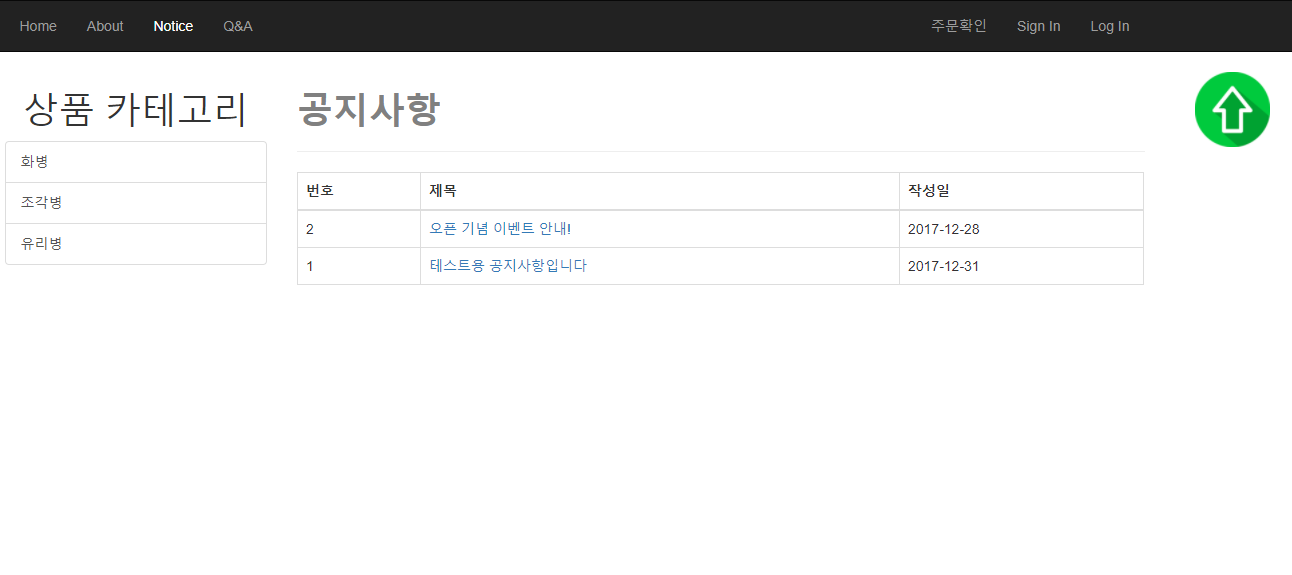 Home About Notice Q&A 주문확인 Sign In Log In
상품 카테고리
화병
조각병
유리병
공지사항
번호 제목 작성일
2 오픈 기념 이벤트 안내! 2017-12-28
1 테스트용 공지사항입니다 2017-12-31